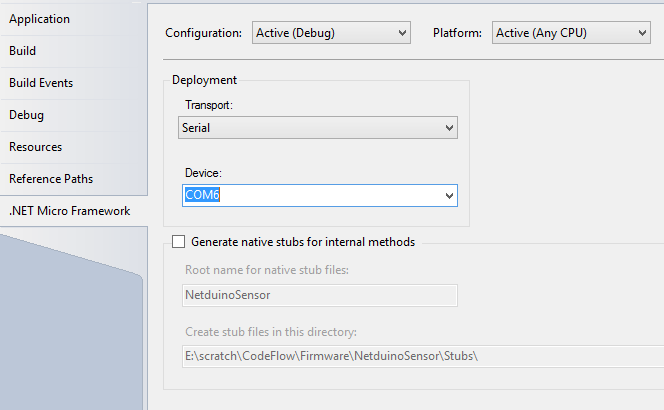 Application
Build
Build Events
Debug
Resources
Reference Paths
.NET Micro Framework
Configuration: Active (Debug) Platform: Active (Any CPU)
Deployment
Transport:
Serial
Device:
COM6
Generate native stubs for internal methods
Root name for native stub files:
NetduinoSensor
Create stub files in this directory:
E:\scratch\CodeFlow\Firmware\NetduinoSensor\Stubs\